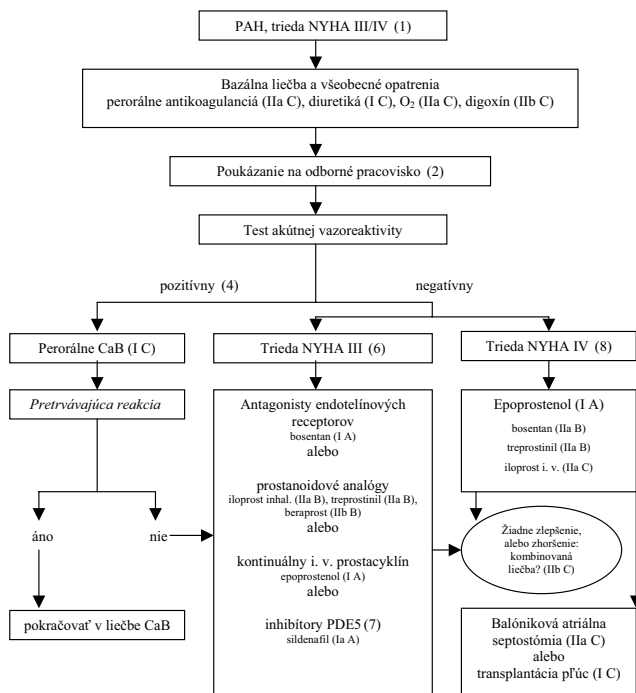 PAH, trieda NYHA III/IV (1)
Bazálna liečba a všeobecné opatrenia
perorálne antikoagulanciá (IIa C), diuretiká (I C), O₂ (IIa C), digoxín (IIb C)
Poukázanie na odborné pracovisko (2)
Test akútnej vazoreaktivity
pozitívny (4)
negatívny
Perorálne CaB (I C)
Trieda NYHA III (6)
Trieda NYHA IV (8)
Pretrvávajúca reakcia
áno
nie
pokračovať v liečbe CaB
Antagonisty endotelínových
receptorov
bosentan (I A)
alebo
prostanoidové analógy
iloprost inhal. (IIa B), treprostinil (IIa B),
beraprost (IIb B)
alebo
kontinuálny i. v. prostacyklín
epoprostenol (I A)
alebo
inhibítory PDE5 (7)
sildenafil (Ia A)
Epoprostenol (I A)
bosentan (IIa B)
treprostinil (IIa B)
iloprost i. v. (IIa C)
Žiadne zlepšenie,
alebo zhoršenie:
kombinovaná
liečba? (IIb C)
Balóniková atriálna
septostómia (IIa C)
alebo
transplantácia pľúc (I C)